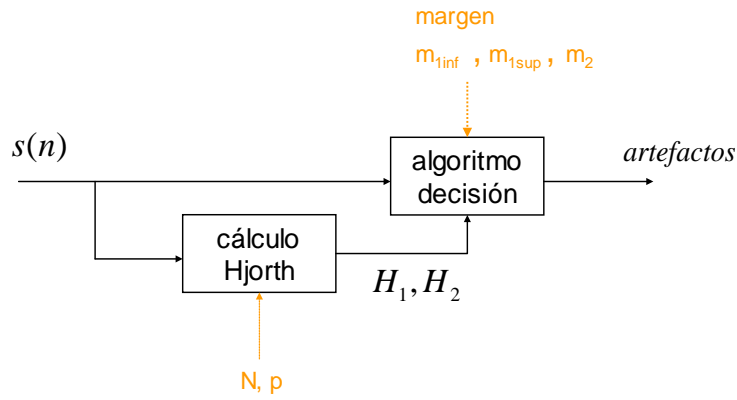 margen
m1inf , m1sup , m2
s(n)
algoritmo
decisión
artefactos
cálculo
Hjorth
H1, H2
N, p